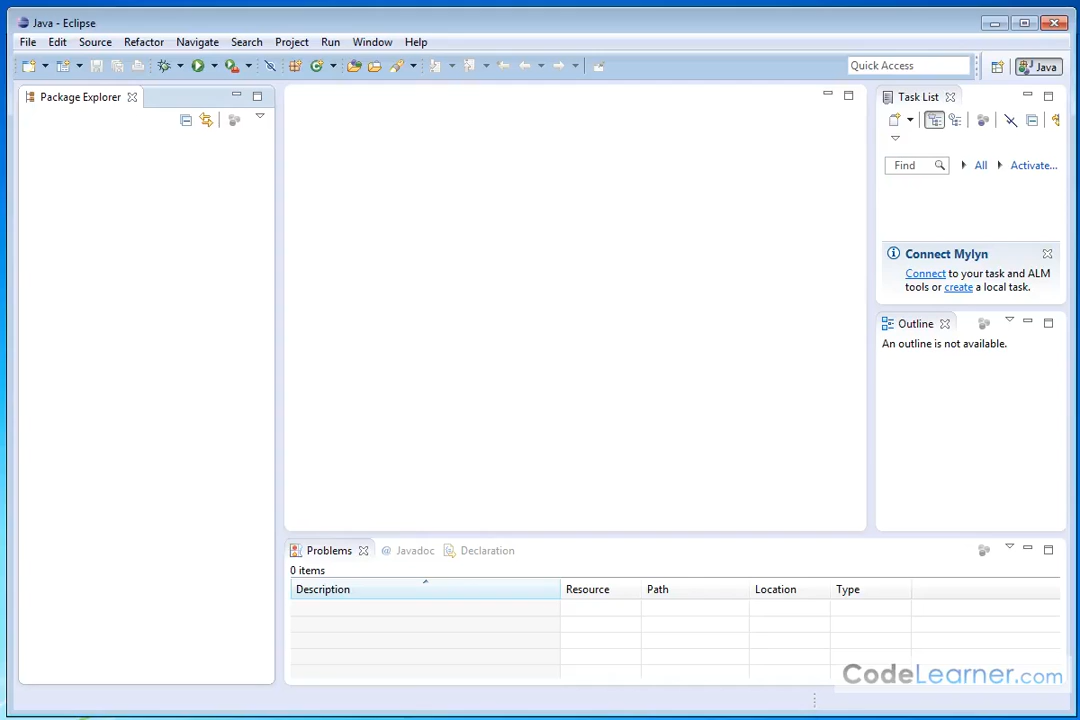 Java - Eclipse
File Edit Source Refactor Navigate Search Project Run Window Help
Quick Access
Java
Package Explorer
Task List
Find
All
Activate...
Connect Mylyn
Connect to your task and ALM
tools or create a local task.
Outline
An outline is not available.
Problems @ Javadoc Declaration
0 items
Description Resource Path Location Type
CodeLearner.com